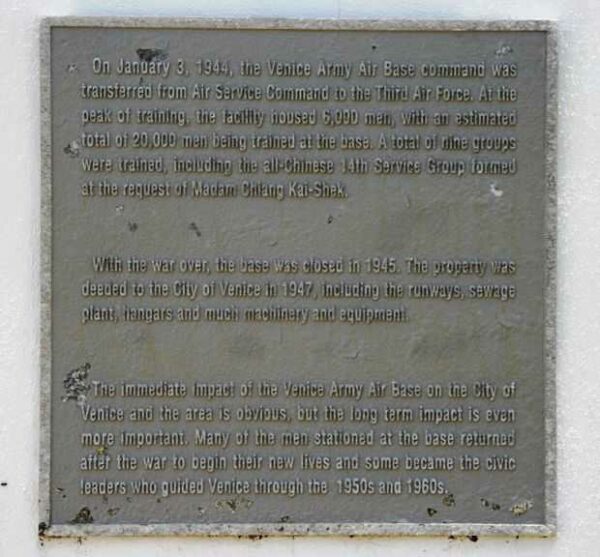 On January 3, 1944, the Venice Army Air Base command was
transferred from Air Service Command to the Third Air Force. At the
peak of training, the facility housed 6,000 men, with an estimated
total of 20,000 men being trained at the base. A total of nine groups
were trained, including the all-Chinese 14th Service Group formed
at the request of Madam Chiang Kai-Shek.
With the war over, the base was closed in 1945. The property was
deeded to the City of Venice in 1947, including the runways, sewage
plant, hangars and much machinery and equipment.
The immediate impact of the Venice Army Air Base on the City of
Venice and the area is obvious, but the long term impact is even
more important. Many of the men stationed at the base returned
after the war to begin their new lives and some became the civic
leaders who guided Venice through the 1950s and 1960s.